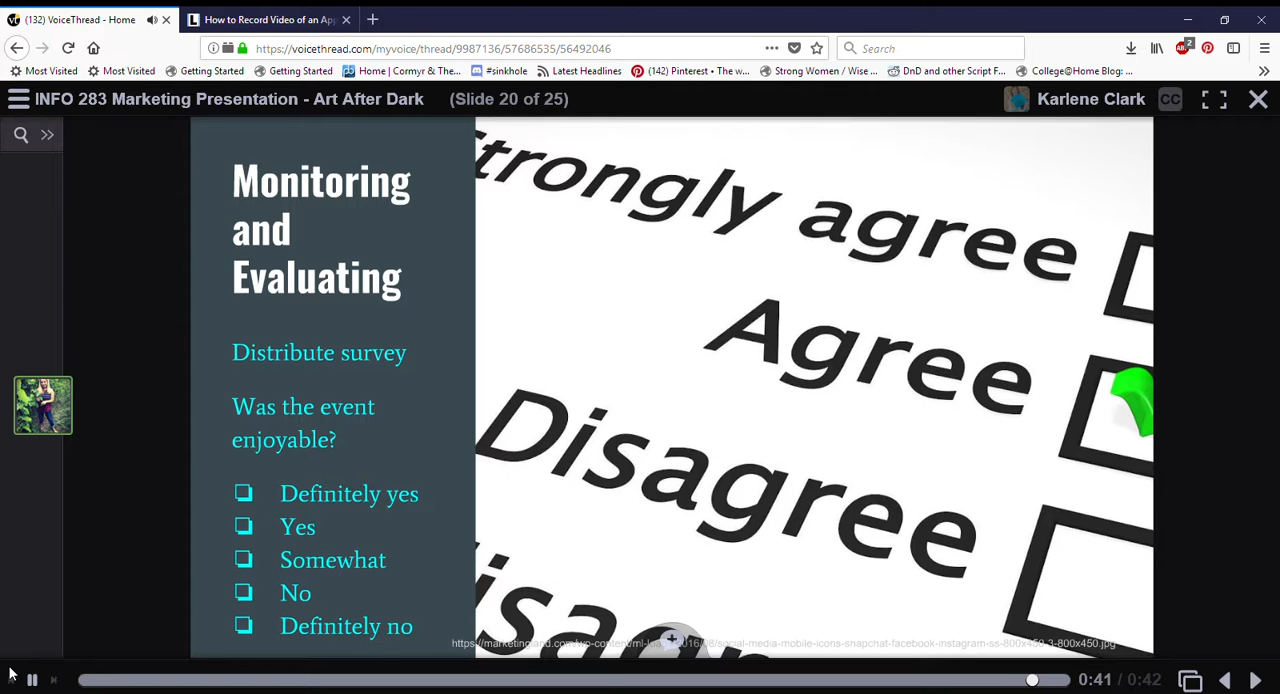 (132) VoiceThread - Home
How to Record Video of an App
https://voicethread.com/myvoice/thread/9987136/57686535/56492046
Search
2
Most Visited
Most Visited
Getting Started
Getting Started
Home | Cormyr & The...
#sinkhole
Latest Headlines
(142) Pinterest • The w...
Strong Women / Wise ...
DnD and other Script F...
College@Home Blog: ...
INFO 283 Marketing Presentation - Art After Dark (Slide 20 of 25)
Karlene Clark
CC
Monitoring
and
Evaluating
Distribute survey
Was the event
enjoyable?
Definitely yes
Yes
Somewhat
No
Definitely no
Strongly agree
Agree
Disagree
0:41 / 0:42